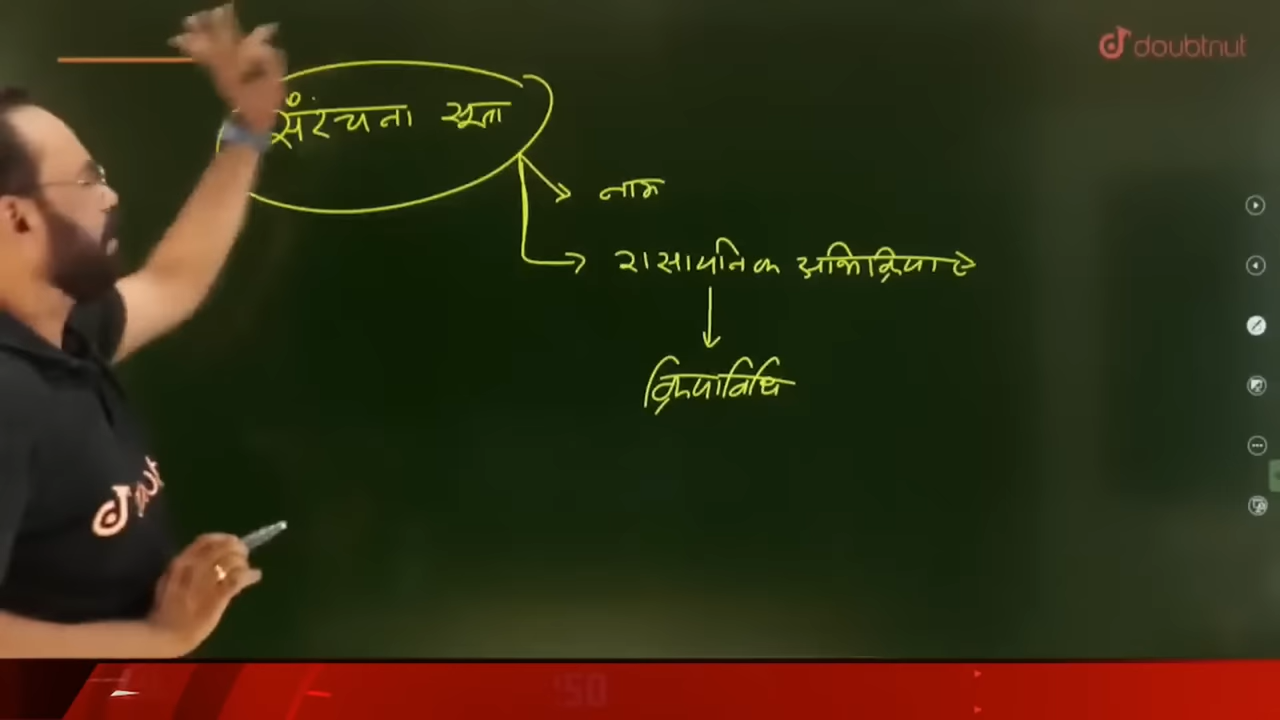 doubtnut
संरचना सूत्र
नाम
रासायनिक अभिक्रियाएं
क्रियाविधि